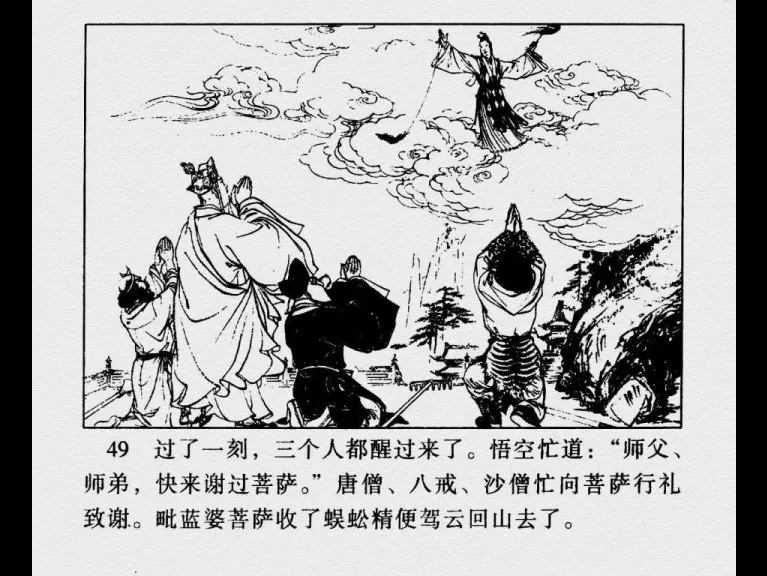 49 过了一刻，三个人都醒过来了。悟空忙道：“师父、
师弟，快来谢过菩萨。”唐僧、八戒、沙僧忙向菩萨行礼
致谢。毗蓝婆菩萨收了蜈蚣精便驾云回山去了。